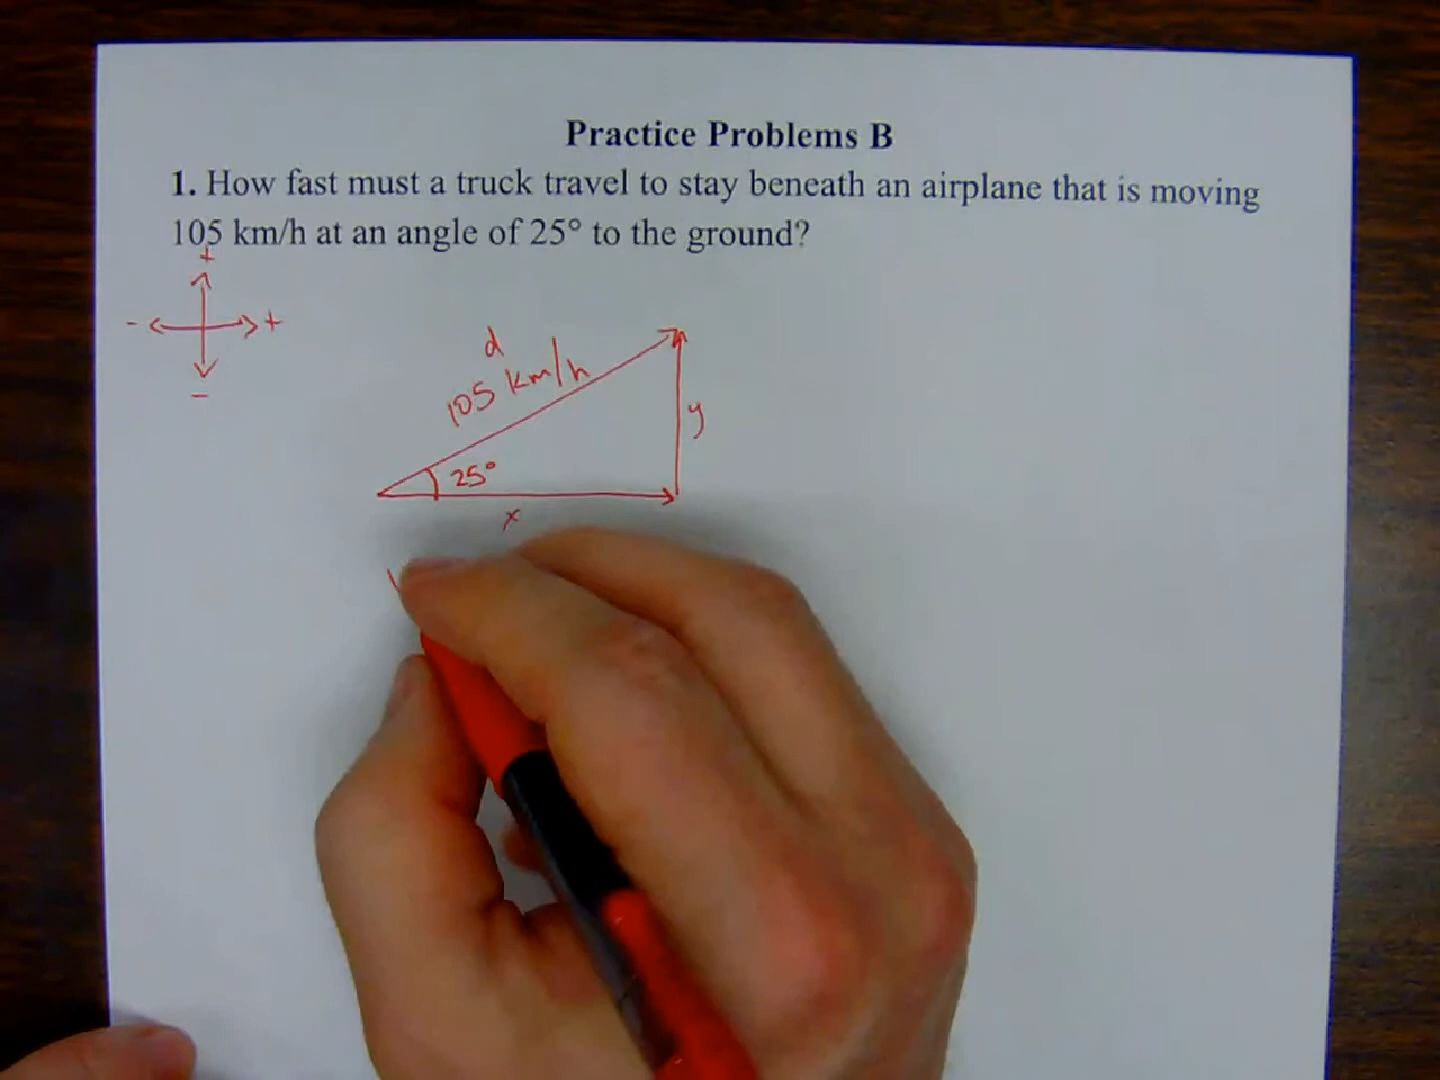 Practice Problems B
1. How fast must a truck travel to stay beneath an airplane that is moving
105 km/h at an angle of 25° to the ground?
+
- +
-
d
105 km/h
y
25°
x